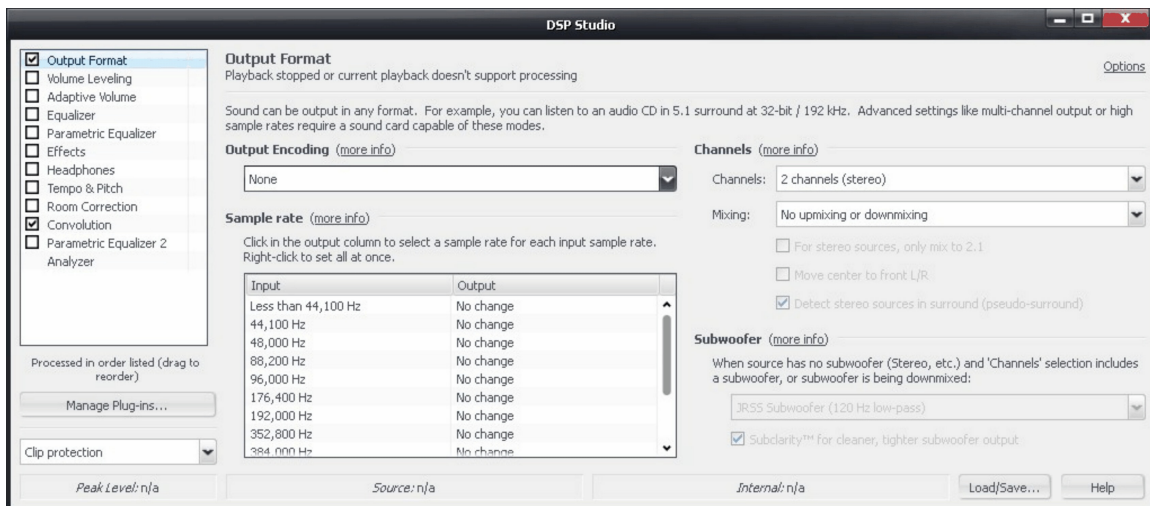 DSP Studio
Output Format
Volume Leveling
Adaptive Volume
Equalizer
Parametric Equalizer
Effects
Headphones
Tempo & Pitch
Room Correction
Convolution
Parametric Equalizer 2
Analyzer
Processed in order listed (drag to
reorder)
Manage Plug-ins...
Clip protection
Output Format
Playback stopped or current playback doesn't support processing
Options
Sound can be output in any format. For example, you can listen to an audio CD in 5.1 surround at 32-bit / 192 kHz. Advanced settings like multi-channel output or high
sample rates require a sound card capable of these modes.
Output Encoding (more info)
None
Sample rate (more info)
Click in the output column to select a sample rate for each input sample rate.
Right-click to set all at once.
Input Output
Less than 44,100 Hz No change
44,100 Hz No change
48,000 Hz No change
88,200 Hz No change
96,000 Hz No change
176,400 Hz No change
192,000 Hz No change
352,800 Hz No change
384,000 Hz No change
Channels (more info)
Channels: 2 channels (stereo)
Mixing: No upmixing or downmixing
For stereo sources, only mix to 2.1
Move center to front L/R
Detect stereo sources in surround (pseudo-surround)
Subwoofer (more info)
When source has no subwoofer (Stereo, etc.) and 'Channels' selection includes
a subwoofer, or subwoofer is being downmixed:
JRSS Subwoofer (120 Hz low-pass)
Subclarity™ for cleaner, tighter subwoofer output
Peak Level: n/a
Source: n/a
Internal: n/a
Load/Save...
Help